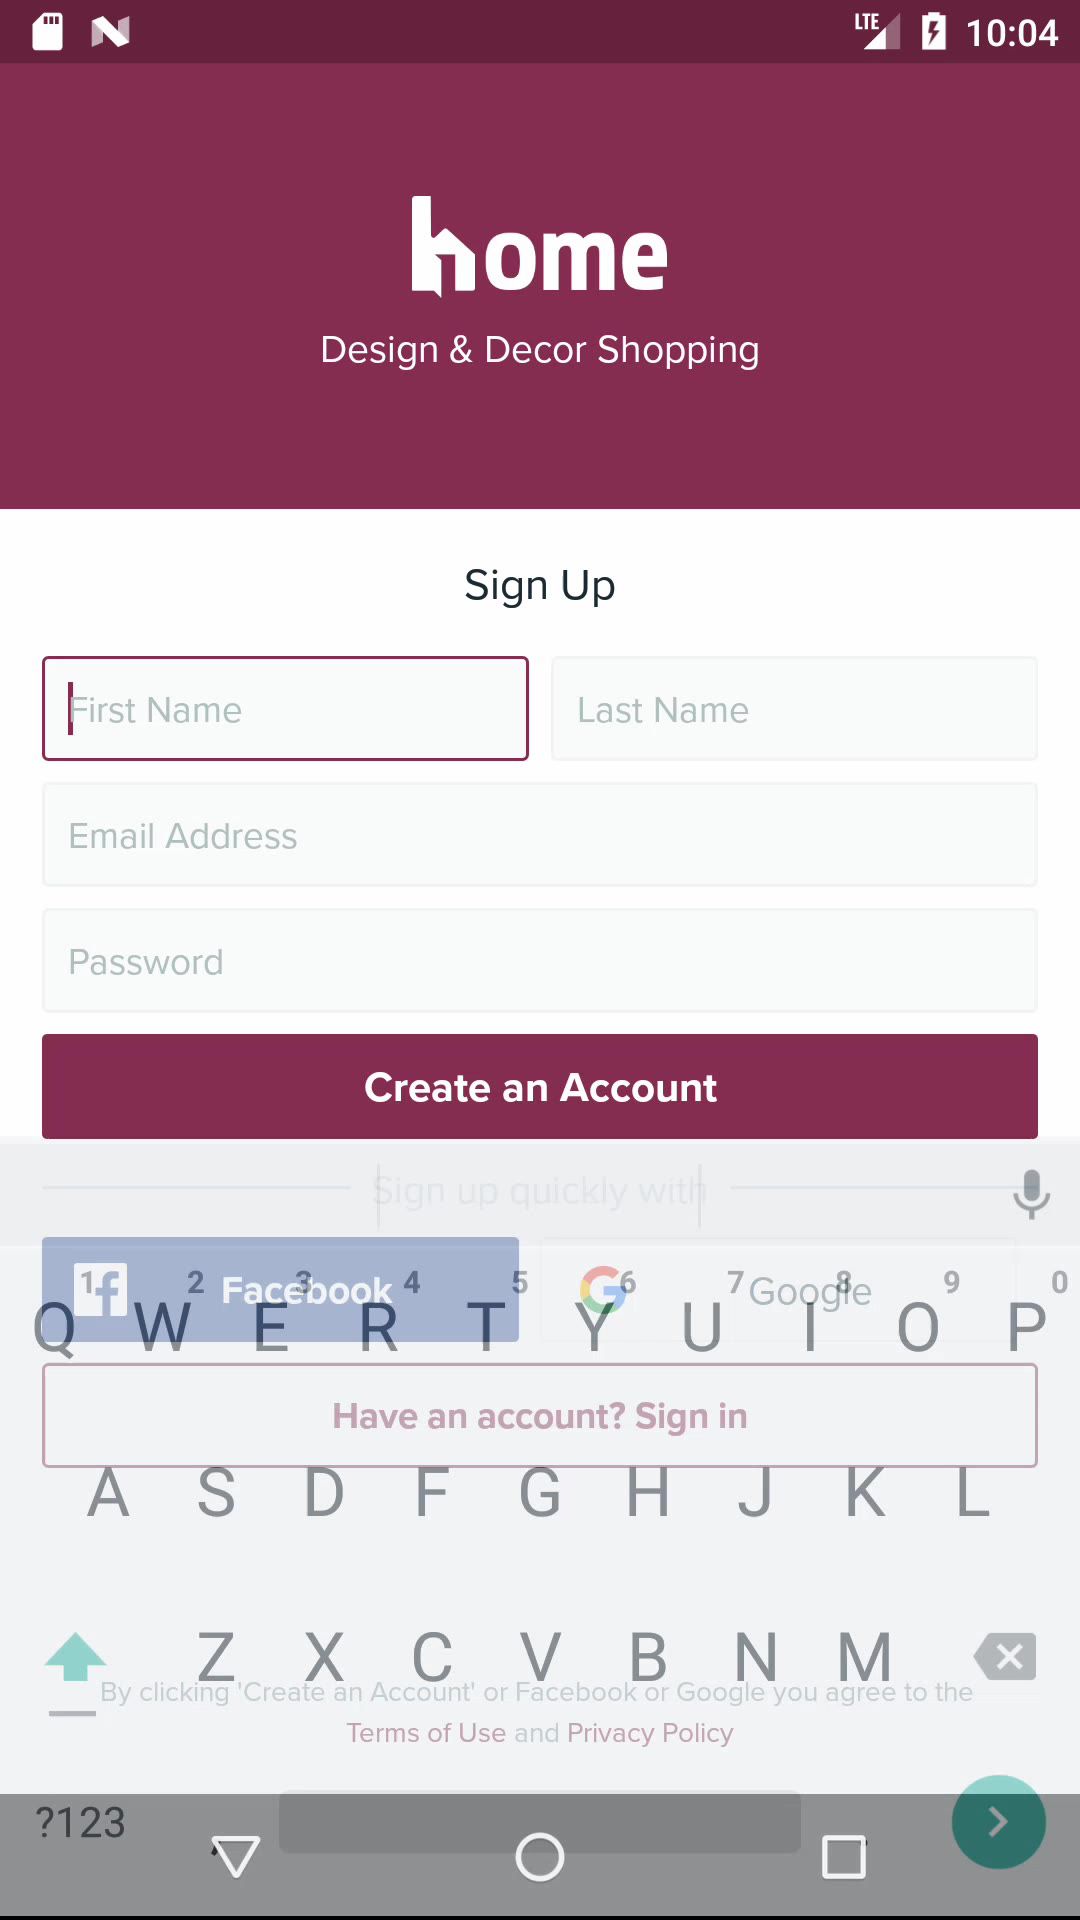 LTE 10:04
home
Design & Decor Shopping
Sign Up
First Name Last Name
Email Address
Password
Create an Account
Sign up quickly with
Facebook Google
1 2 3 4 5 6 7 8 9 0
Q W E R T Y U I O P
Have an account? Sign in
A S D F G H J K L
Z X C V B N M
By clicking 'Create an Account' or Facebook or Google you agree to the
Terms of Use and Privacy Policy
?123